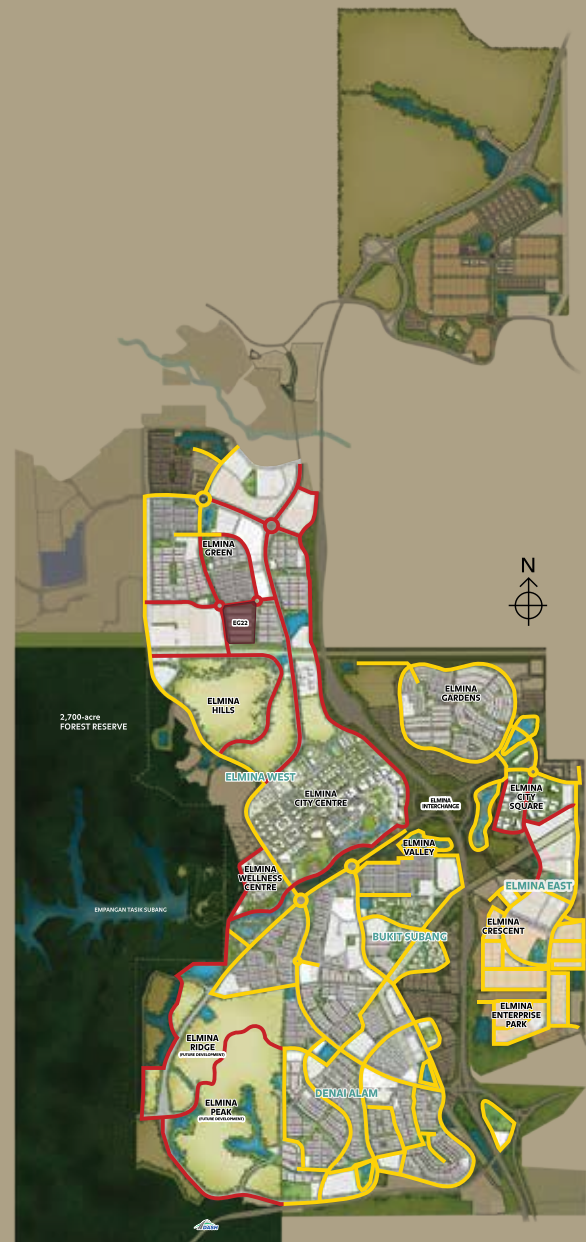 N
ELMINA
GREEN
EG22
ELMINA
GARDENS
ELMINA
HILLS
2,700-acre
FOREST RESERVE
ELMINA WEST
ELMINA
CITY CENTRE
ELMINA
INTERCHANGE
ELMINA
CITY
SQUARE
ELMINA
VALLEY
ELMINA
WELLNESS
CENTRE
ELMINA EAST
EMPANGAN TASIK SUBANG
ELMINA
CRESCENT
BUKIT SUBANG
ELMINA
ENTERPRISE
PARK
ELMINA
RIDGE
(FUTURE DEVELOPMENT)
DENAI ALAM
ELMINA
PEAK
(FUTURE DEVELOPMENT)
DASH